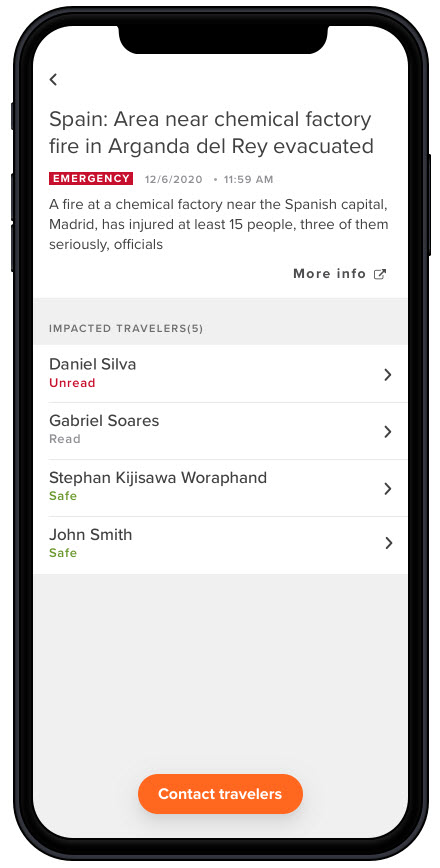 Spain: Area near chemical factory
fire in Arganda del Rey evacuated
EMERGENCY 12/6/2020 • 11:59 AM
A fire at a chemical factory near the Spanish capital,
Madrid, has injured at least 15 people, three of them
seriously, officials
More info
IMPACTED TRAVELERS(5)
Daniel Silva
Unread
Gabriel Soares
Read
Stephan Kijisawa Woraphand
Safe
John Smith
Safe
Contact travelers